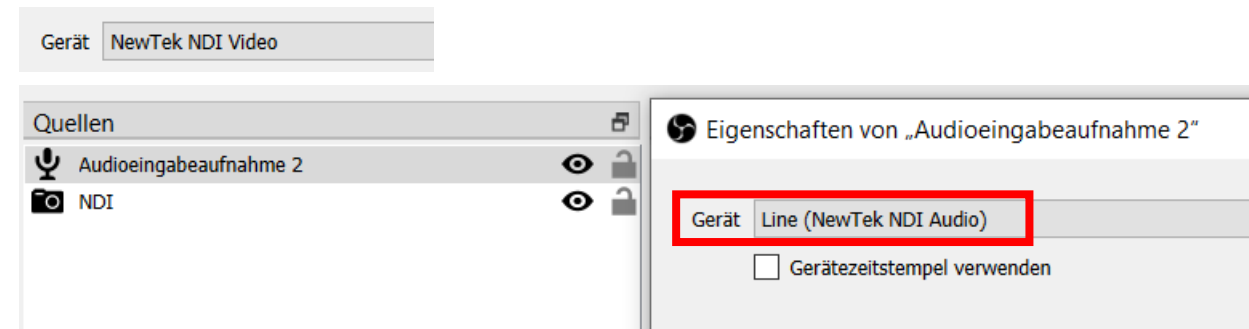 Gerät NewTek NDI Video
Quellen
Audioeingabeaufnahme 2
NDI
Eigenschaften von „Audioeingabeaufnahme 2“
Gerät Line (NewTek NDI Audio)
Gerätezeitstempel verwenden